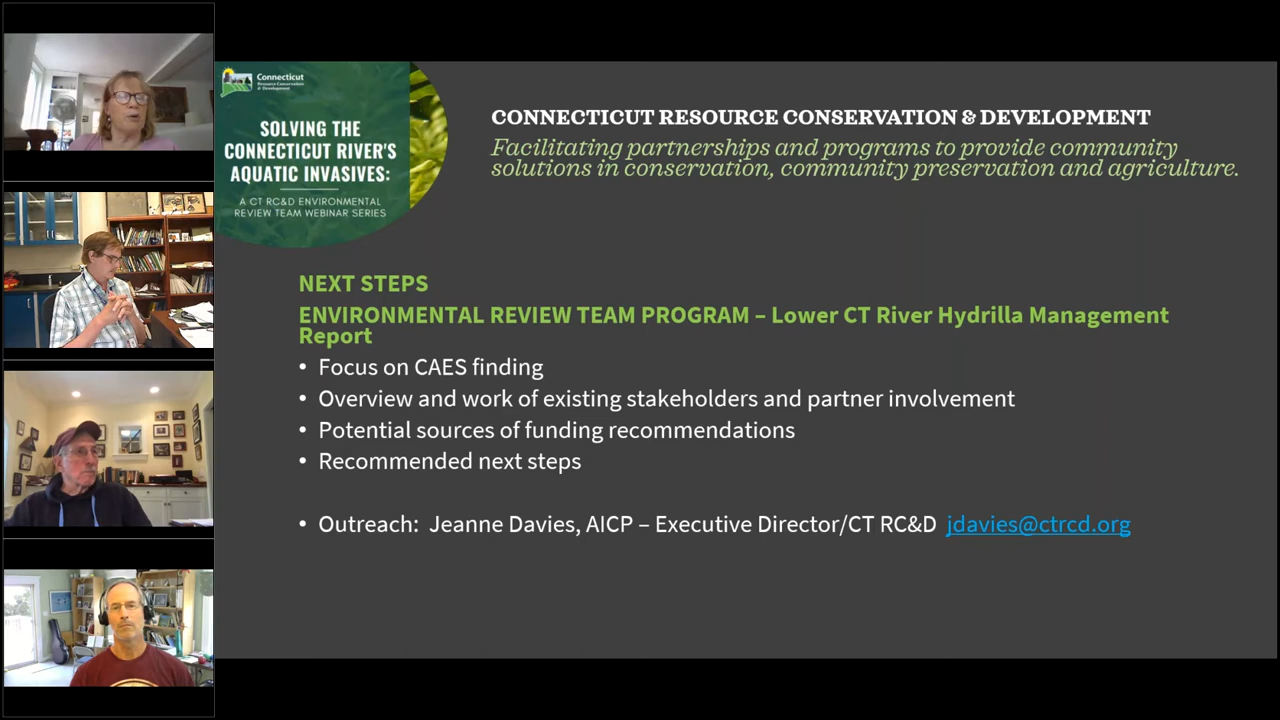 Connecticut
Resource Conservation
& Development
SOLVING THE
CONNECTICUT RIVER'S
AQUATIC INVASIVES:
A CT RC&D ENVIRONMENTAL
REVIEW TEAM WEBINAR SERIES
CONNECTICUT RESOURCE CONSERVATION & DEVELOPMENT
Facilitating partnerships and programs to provide community
solutions in conservation, community preservation and agriculture.
NEXT STEPS
ENVIRONMENTAL REVIEW TEAM PROGRAM – Lower CT River Hydrilla Management
Report
• Focus on CAES finding
• Overview and work of existing stakeholders and partner involvement
• Potential sources of funding recommendations
• Recommended next steps
• Outreach: Jeanne Davies, AICP – Executive Director/CT RC&D jdavies@ctrcd.org